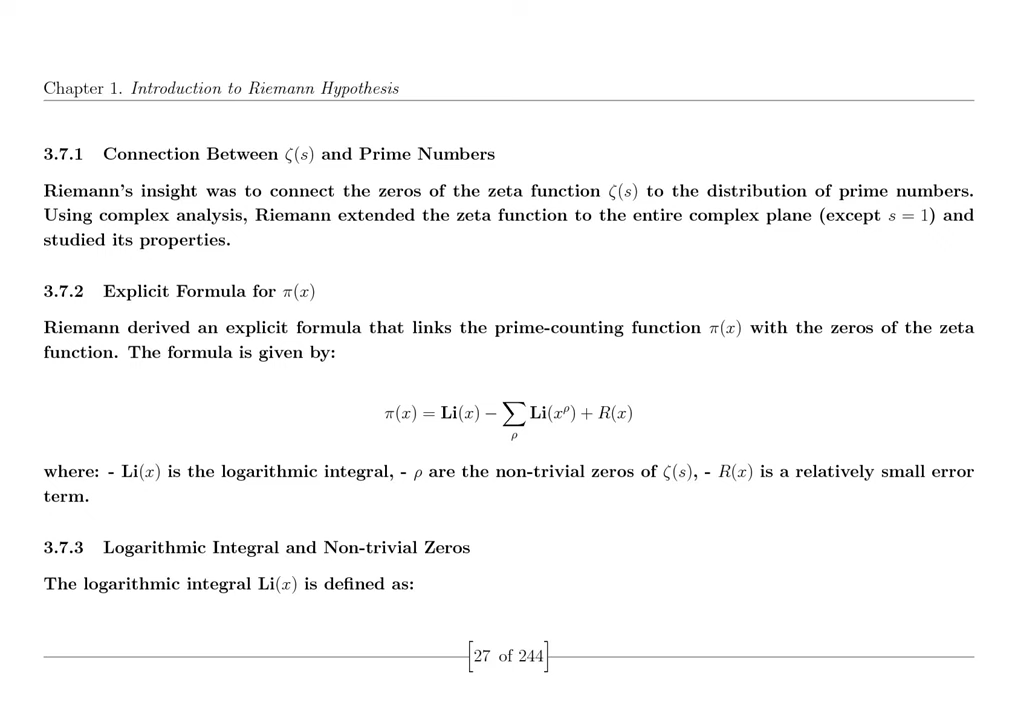 Chapter 1. Introduction to Riemann Hypothesis
3.7.1 Connection Between ζ(s) and Prime Numbers
Riemann's insight was to connect the zeros of the zeta function ζ(s) to the distribution of prime numbers.
Using complex analysis, Riemann extended the zeta function to the entire complex plane (except s = 1) and
studied its properties.
3.7.2 Explicit Formula for π(x)
Riemann derived an explicit formula that links the prime-counting function π(x) with the zeros of the zeta
function. The formula is given by:
π(x) = Li(x) − ∑ρ Li(x^ρ) + R(x)
where: - Li(x) is the logarithmic integral, - ρ are the non-trivial zeros of ζ(s), - R(x) is a relatively small error
term.
3.7.3 Logarithmic Integral and Non-trivial Zeros
The logarithmic integral Li(x) is defined as:
[27 of 244]